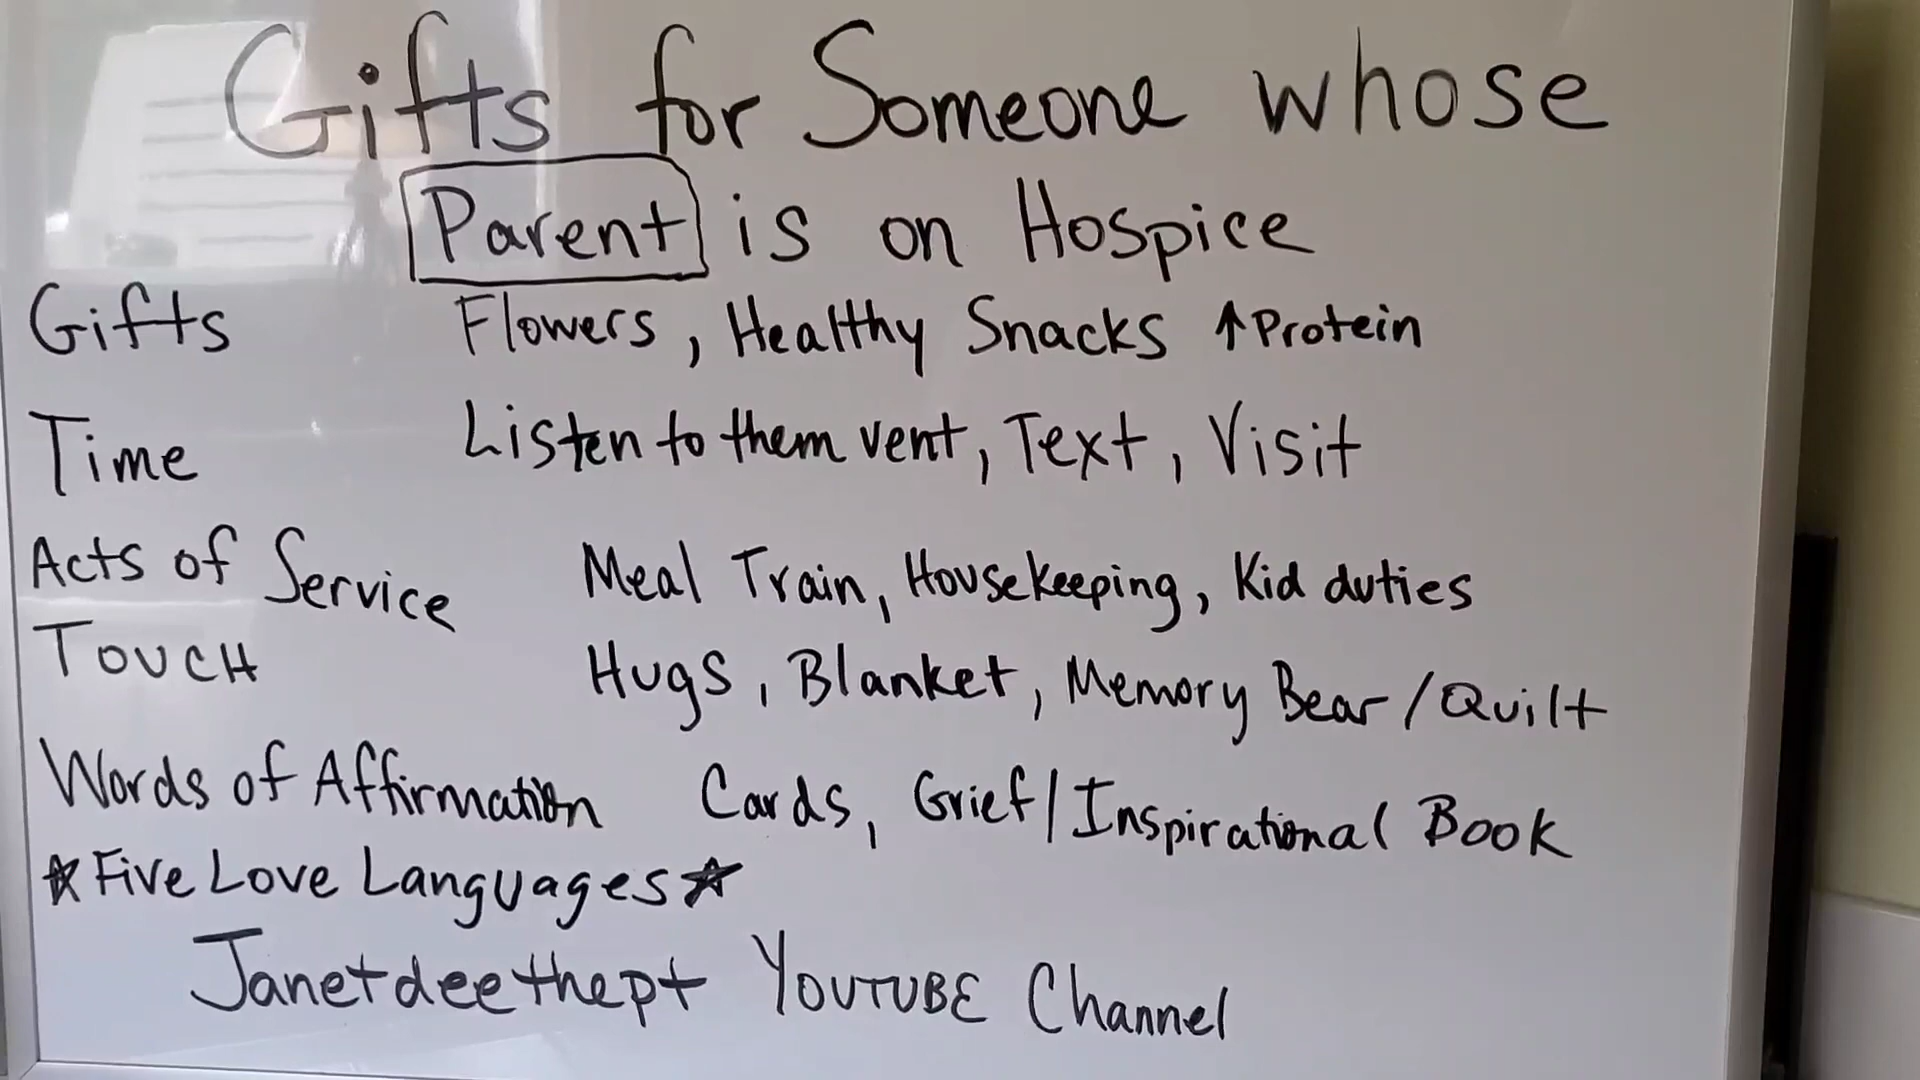 Gifts for Someone whose
Parent is on Hospice
Gifts Flowers, Healthy Snacks ↑Protein
Time Listen to them vent, Text, Visit
Acts of Service Meal Train, Housekeeping, Kid duties
TOUCH Hugs, Blanket, Memory Bear/Quilt
Words of Affirmation Cards, Grief/Inspirational Book
☆Five Love Languages☆
Janetdeethept YOUTUBE Channel